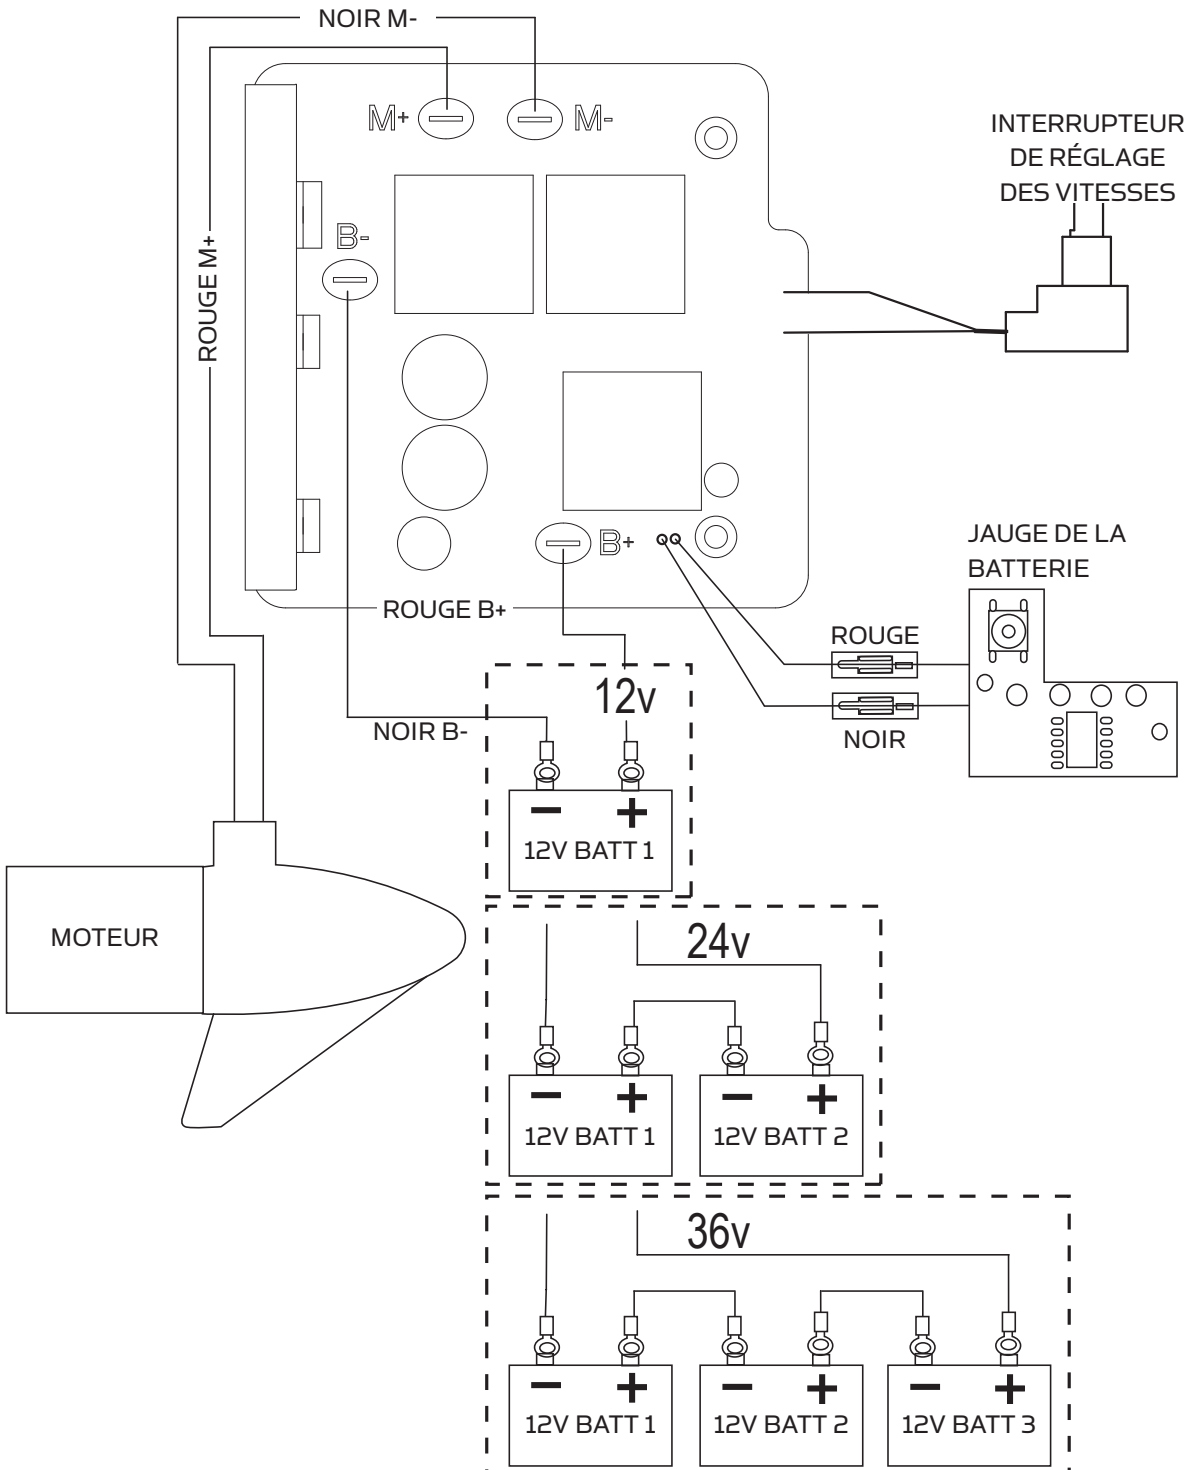 NOIR M-
ROUGE M+
M+
M-
INTERRUPTEUR
DE RÉGLAGE
DES VITESSES
B-
B+
JAUGE DE LA
BATTERIE
ROUGE B+
ROUGE
NOIR
12v
NOIR B-
12V BATT 1
MOTEUR
24v
12V BATT 1
12V BATT 2
36v
12V BATT 1
12V BATT 2
12V BATT 3